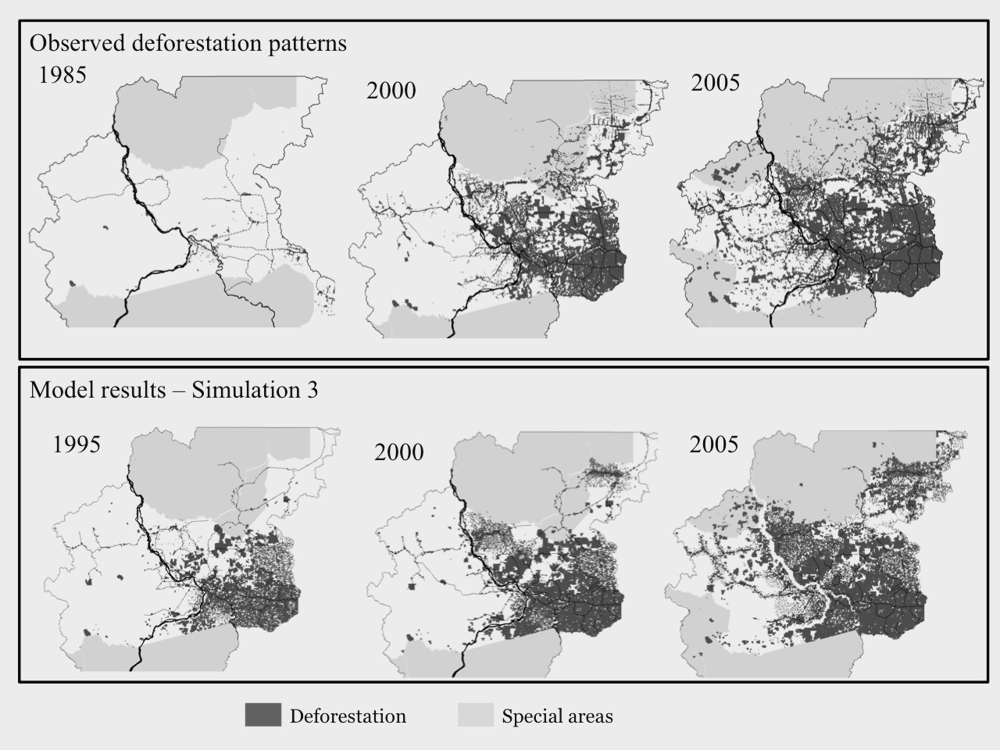 Observed deforestation patterns
1985
2000
2005
Model results – Simulation 3
1995
2000
2005
Deforestation
Special areas